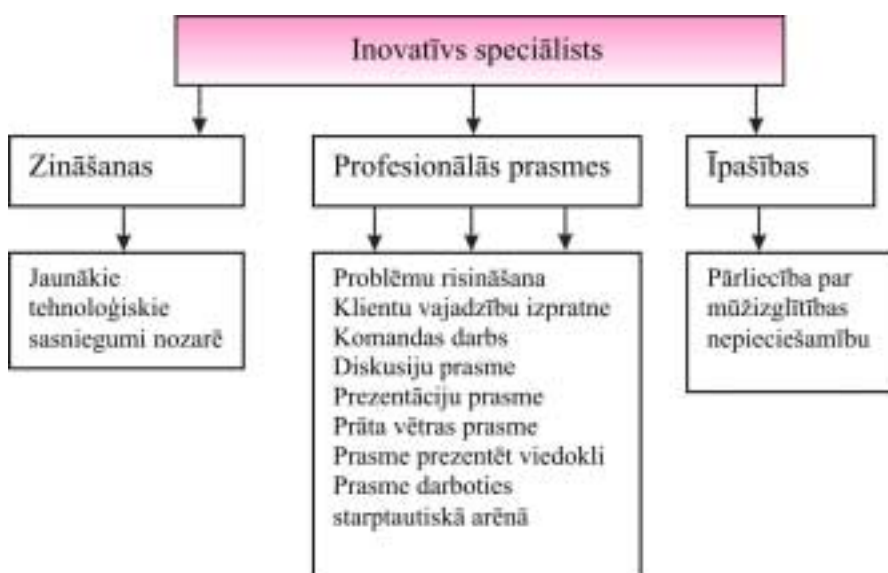 Inovatīvs speciālists
Zināšanas
Profesionālās prasmes
Īpašības
Jaunākie
tehnoloģiskie
sasniegumi nozarē
Problēmu risināšana
Klientu vajadzību izpratne
Komandas darbs
Diskusiju prasme
Prezentāciju prasme
Prāta vētras prasme
Prasme prezentēt viedokli
Prasme darboties
starptautiskā arēnā
Pārliecība par
mūžizglītības
nepieciešamību